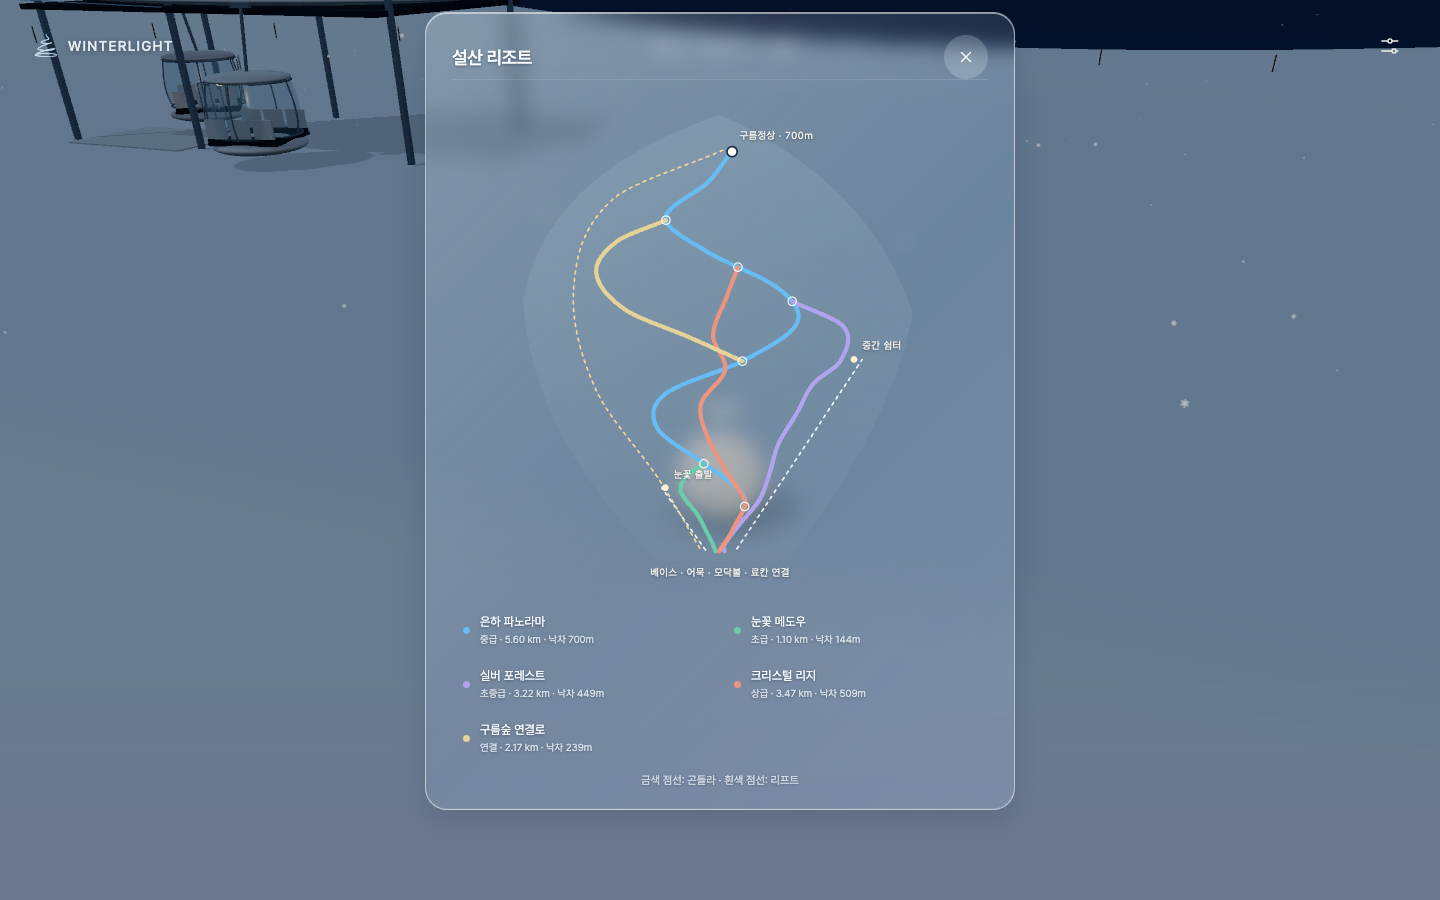 WINTERLIGHT
설산 리조트
구름정상 · 700m
중간 쉼터
눈꽃 출발
베이스 · 어묵 · 모닥불 · 료칸 연결
은하 파노라마
중급 · 5.60 km · 낙차 700m
눈꽃 메도우
초급 · 1.10 km · 낙차 144m
실버 포레스트
초중급 · 3.22 km · 낙차 449m
크리스털 리지
상급 · 3.47 km · 낙차 509m
구름숲 연결로
연결 · 2.17 km · 낙차 239m
금색 점선: 곤돌라 · 흰색 점선: 리프트